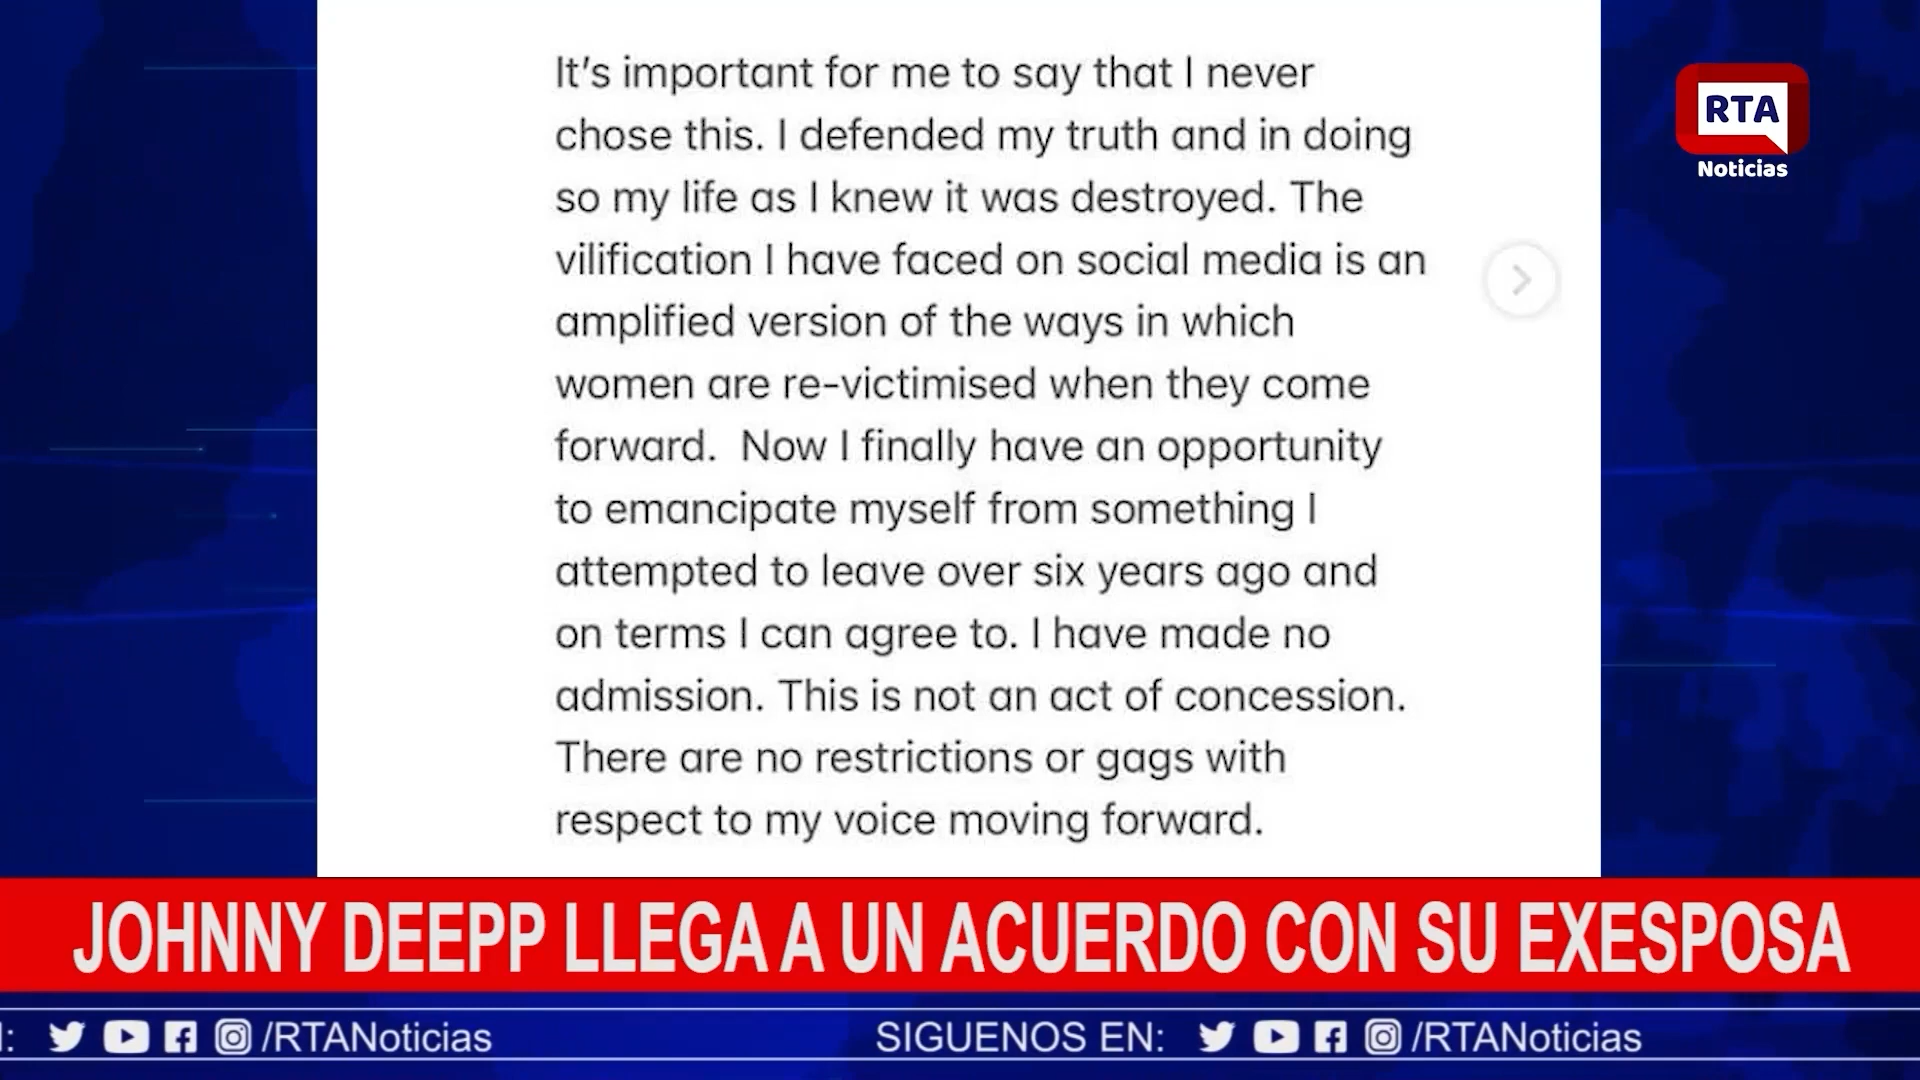 It's important for me to say that I never
chose this. I defended my truth and in doing
so my life as I knew it was destroyed. The
vilification I have faced on social media is an
amplified version of the ways in which
women are re-victimised when they come
forward.  Now I finally have an opportunity
to emancipate myself from something I
attempted to leave over six years ago and
on terms I can agree to. I have made no
admission. This is not an act of concession.
There are no restrictions or gags with
respect to my voice moving forward.
RTA
Noticias
JOHNNY DEEPP LLEGA A UN ACUERDO CON SU EXESPOSA
: /RTANoticias SIGUENOS EN: /RTANoticias